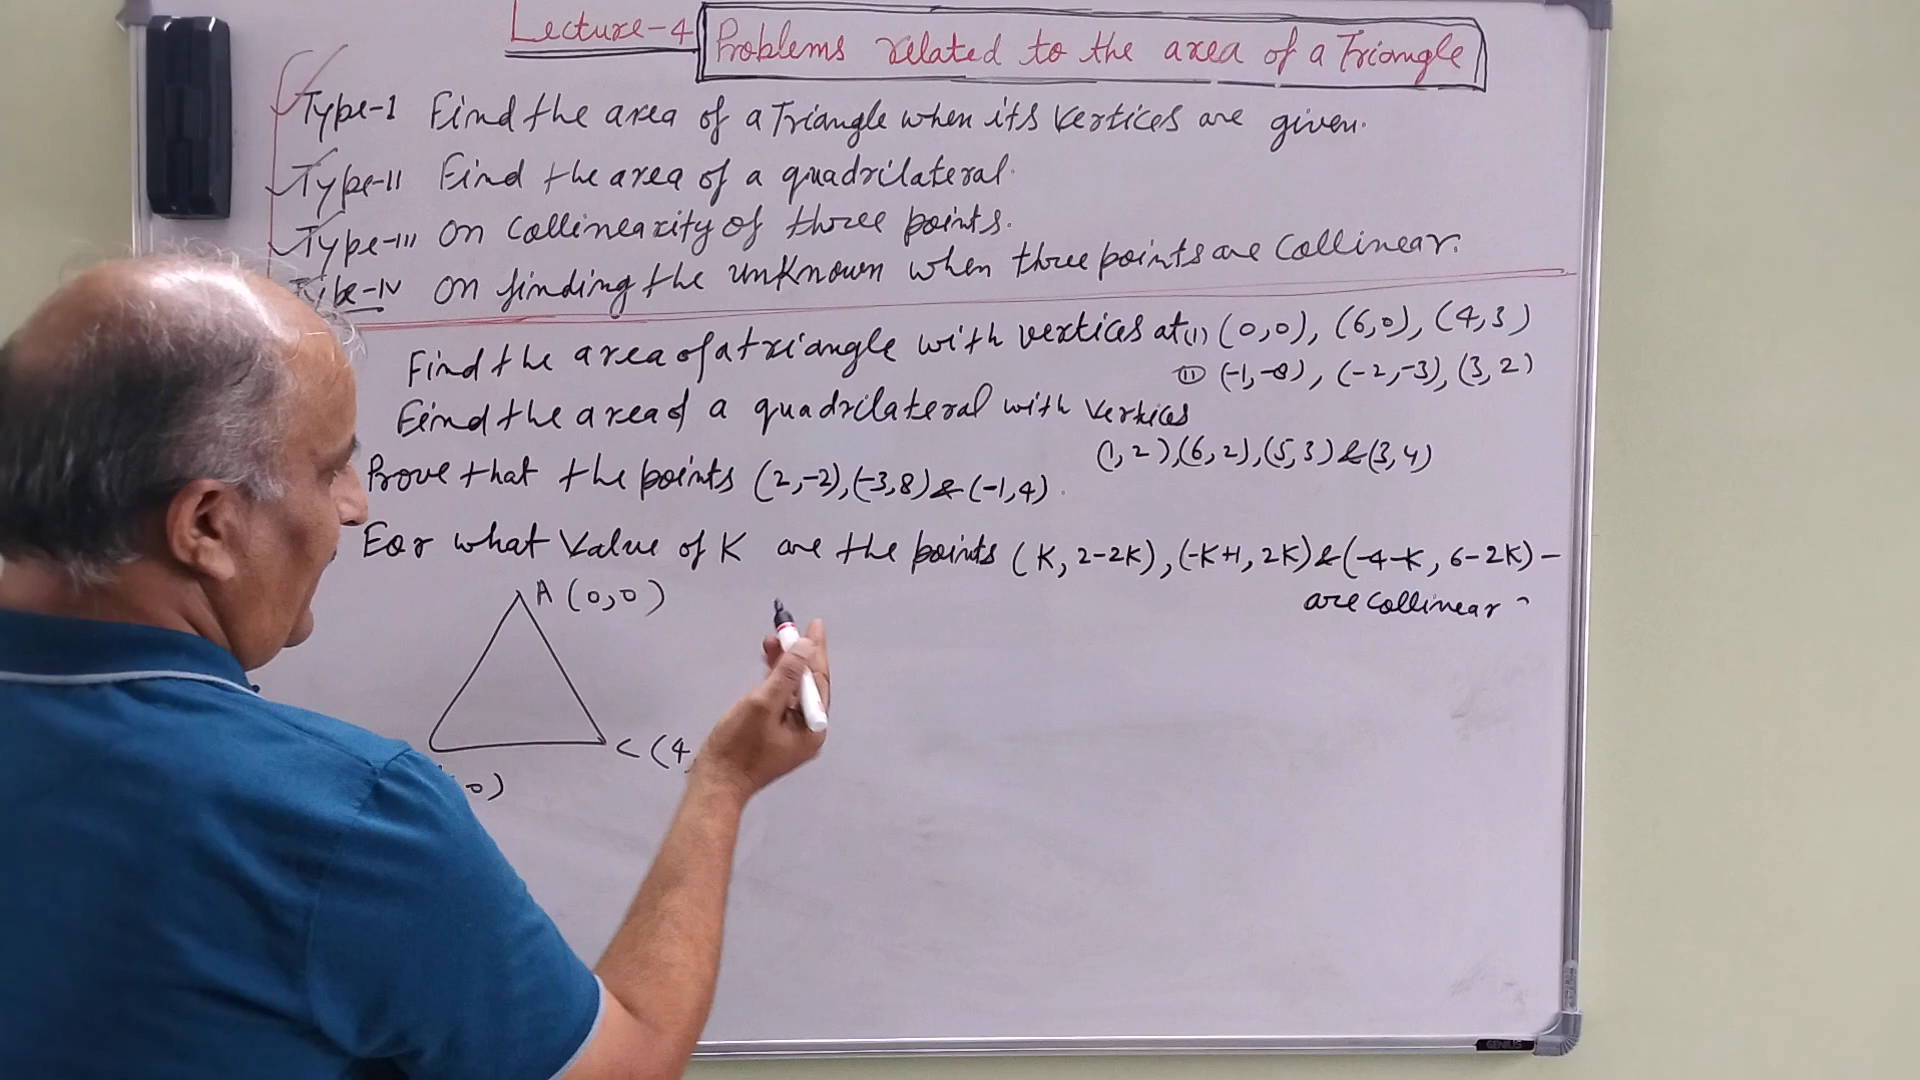 Lecture-4 Problems related to the area of a Triangle
Type-I Find the area of a Triangle when its vertices are given.
Type-II Find the area of a quadrilateral.
Type-III on Collinearity of three points.
Type-IV on finding the unknown when three points are Collinear.
Find the area of a triangle with vertices at (i) (0,0), (6,0), (4,3)
(ii) (-1,-8), (-2,-3), (3,2)
Find the area of a quadrilateral with vertices
(1,2),(6,2),(5,3)&(3,4)
Prove that the points (2,-2),(-3,8)&(-1,4).
For what value of K are the points (K, 2-2K), (-K+1, 2K)&(-4-K, 6-2K)-
are collinear
A (0,0)
C (4,
0)
GENIUS